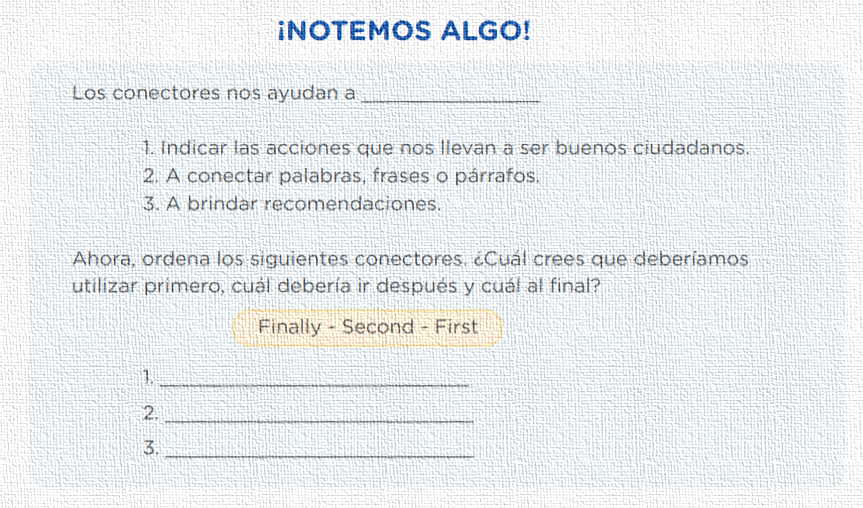 ¡NOTEMOS ALGO!
Los conectores nos ayudan a ________________
1. Indicar las acciones que nos llevan a ser buenos ciudadanos.
2. A conectar palabras, frases o párrafos.
3. A brindar recomendaciones.
Ahora, ordena los siguientes conectores. ¿Cuál crees que deberíamos
utilizar primero, cuál debería ir después y cuál al final?
Finally - Second - First
1. ____________________________
2. ____________________________
3. ____________________________